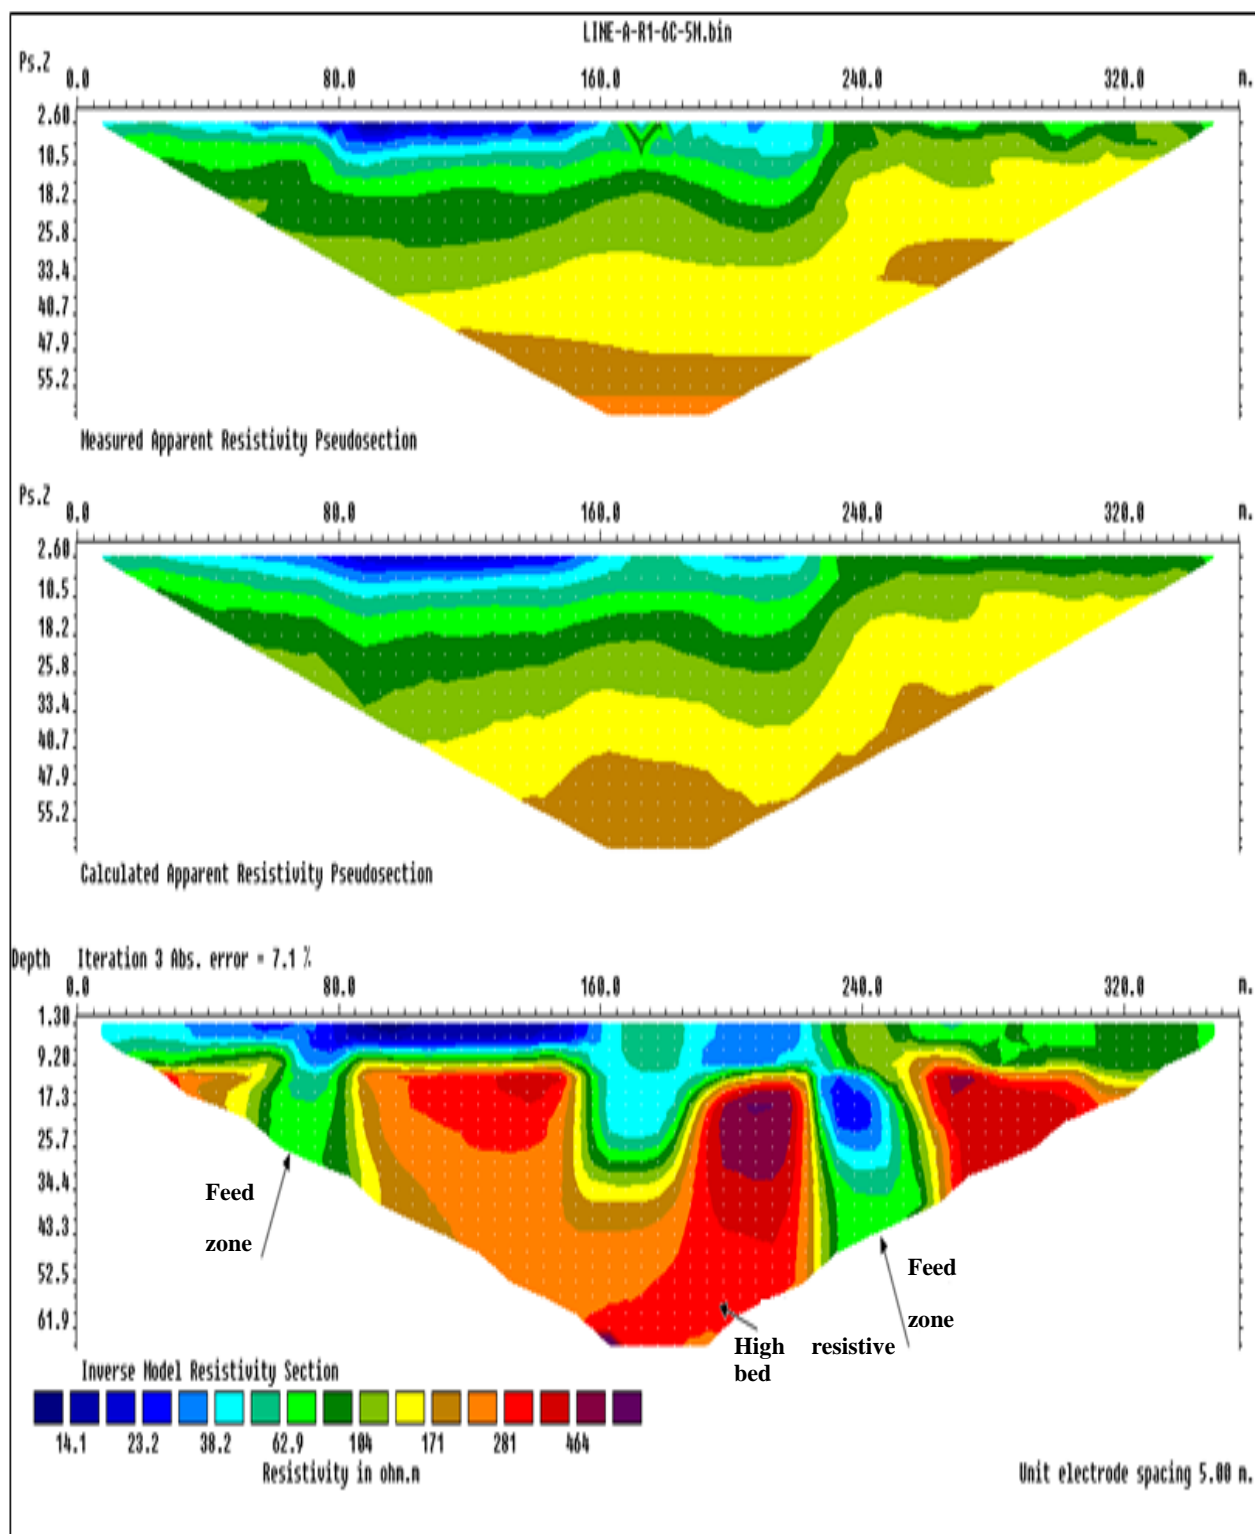 LINE-A-R1-6C-5M.bin
Ps.Z
0.0 80.0 160.0 240.0 320.0 m.
2.60
10.5
18.2
25.8
33.4
40.7
47.9
55.2
Measured Apparent Resistivity Pseudosection
Ps.Z
0.0 80.0 160.0 240.0 320.0 m.
2.60
10.5
18.2
25.8
33.4
40.7
47.9
55.2
Calculated Apparent Resistivity Pseudosection
Depth Iteration 3 Abs. error = 7.1 %
0.0 80.0 160.0 240.0 320.0 m.
1.30
9.20
17.3
25.7
34.4
43.3
52.5
61.9
Feed
zone
Feed
zone
High resistive
bed
Inverse Model Resistivity Section
14.1 23.2 38.2 62.9 104 171 281 464
Resistivity in ohm.m
Unit electrode spacing 5.00 m.